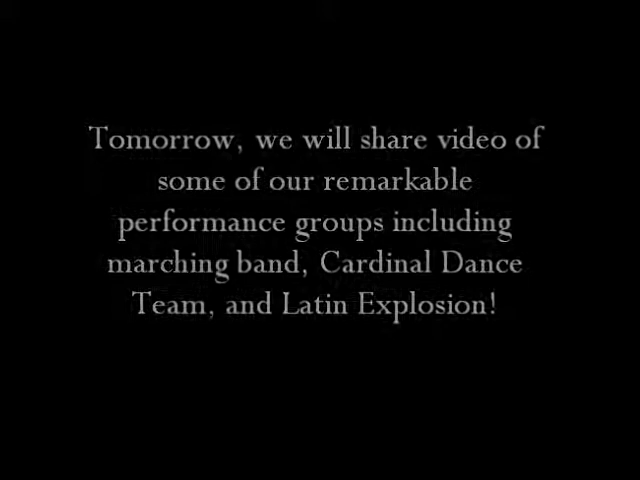 Tomorrow, we will share video of
some of our remarkable
performance groups including
marching band, Cardinal Dance
Team, and Latin Explosion!